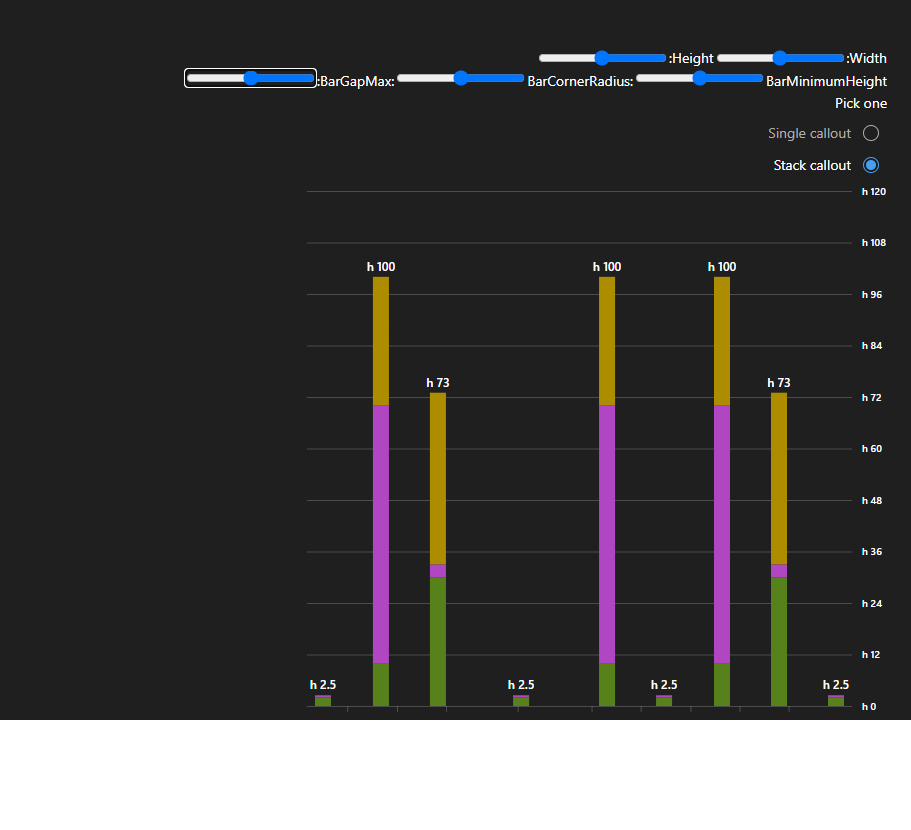 :Height :Width
:BarGapMax: BarCornerRadius: BarMinimumHeight
Pick one
Single callout
Stack callout
h 120
h 108
h 100 h 100 h 100
h 96
h 84
h 73 h 73
h 72
h 60
h 48
h 36
h 24
h 12
h 2.5 h 2.5 h 2.5 h 2.5
h 0